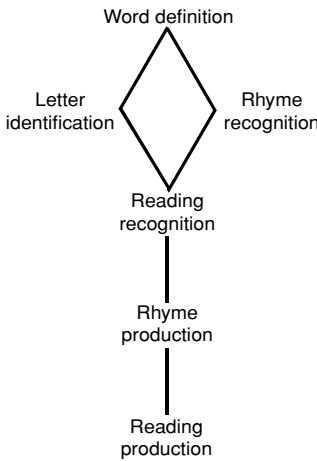 Word definition
Letter
identification
Rhyme
recognition
Reading
recognition
Rhyme
production
Reading
production